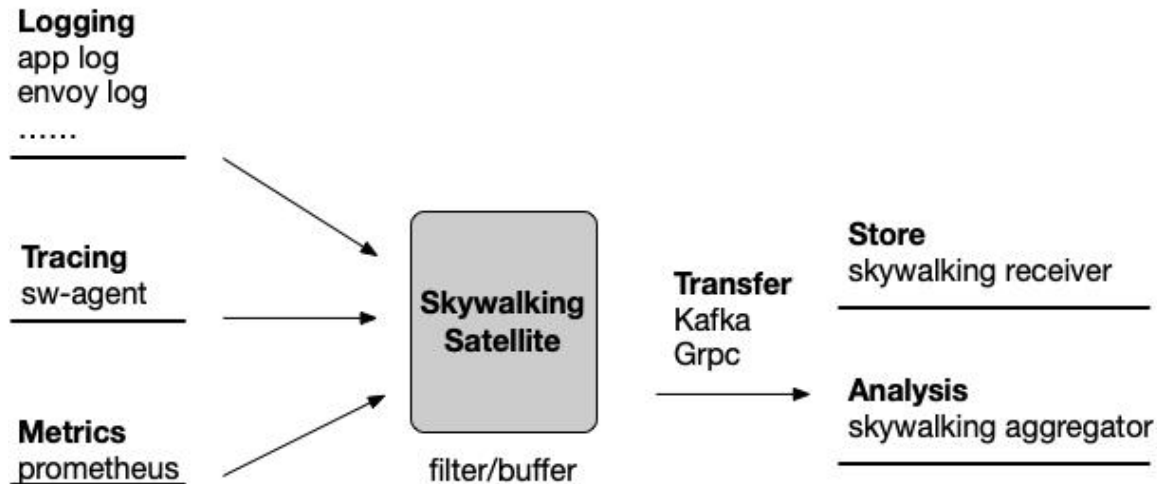 Logging
app log
envoy log
......
Tracing
sw-agent
Metrics
prometheus
Skywalking
Satellite
filter/buffer
Transfer
Kafka
Grpc
Store
skywalking receiver
Analysis
skywalking aggregator